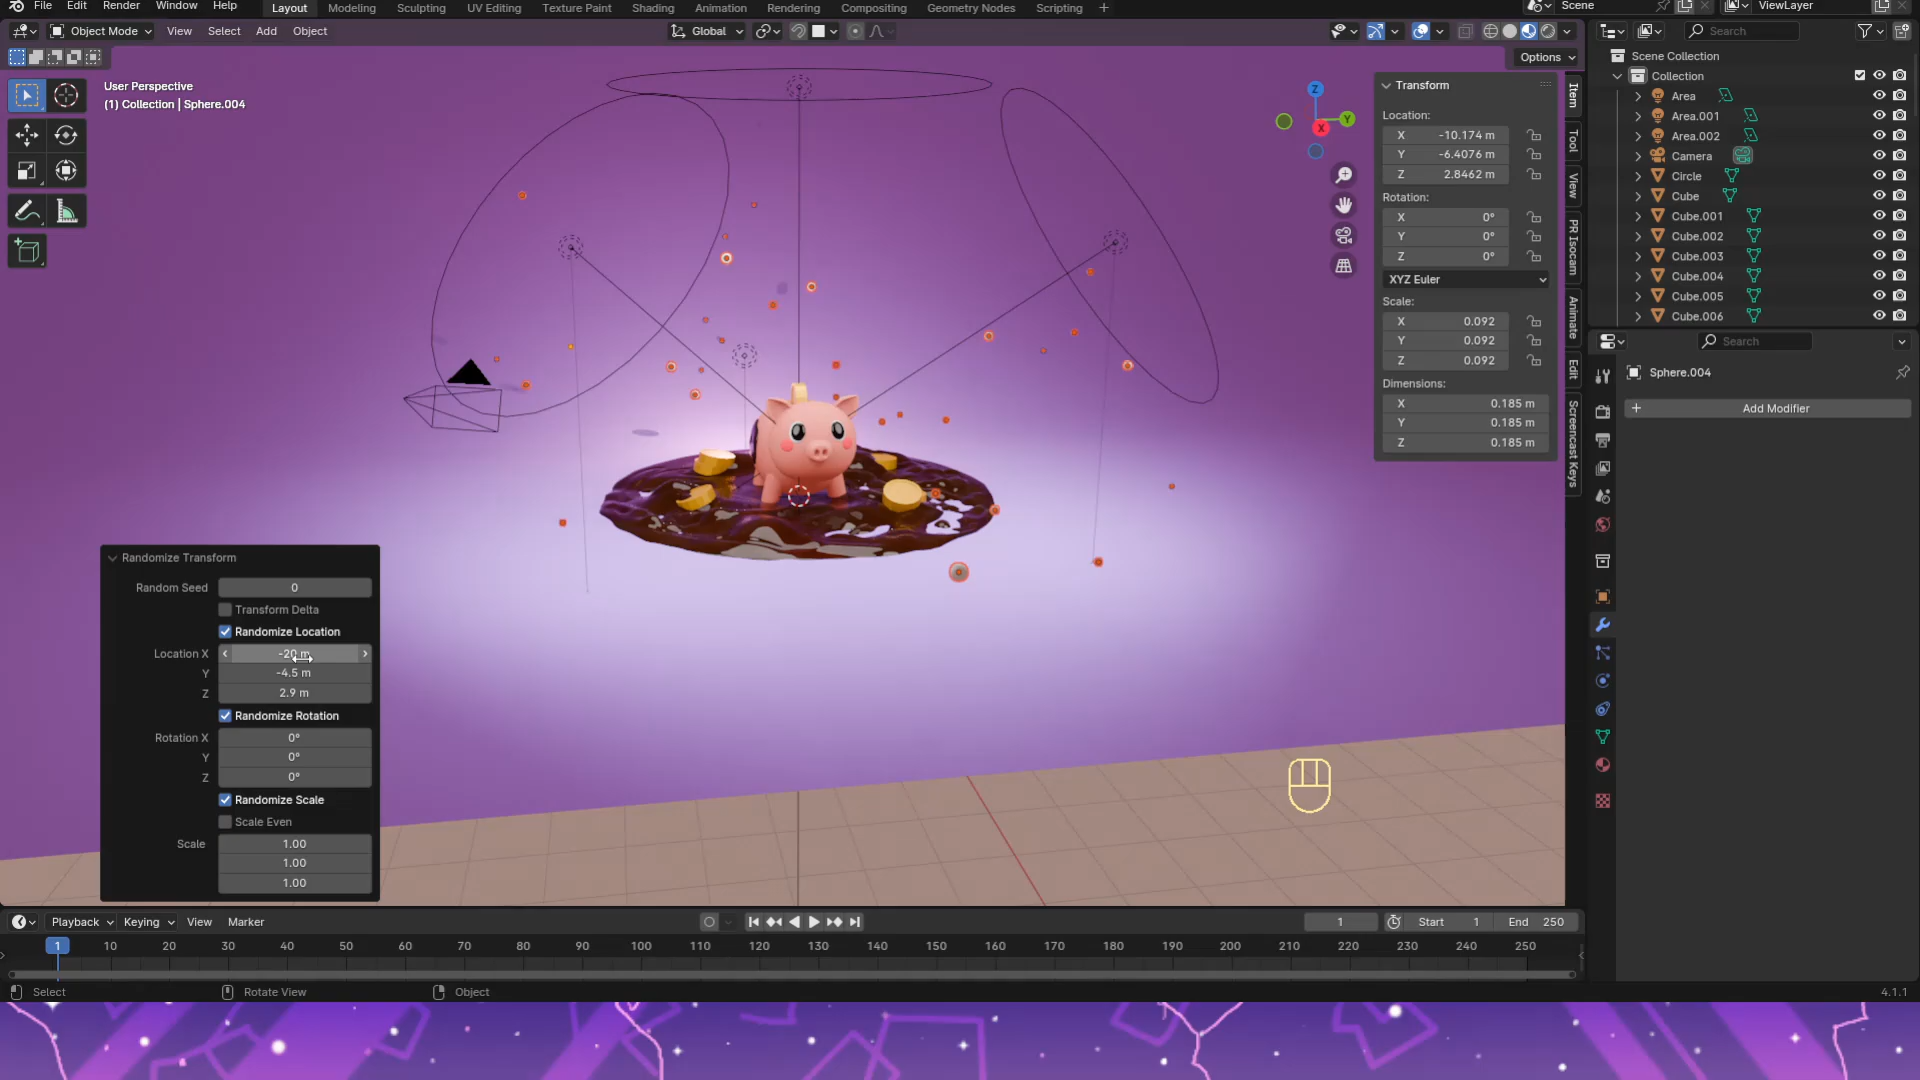 File Edit Render Window Help Layout Modeling Sculpting UV Editing Texture Paint Shading Animation Rendering Compositing Geometry Nodes Scripting + Scene ViewLayer
Object Mode View Select Add Object Global Search
Options
User Perspective
(1) Collection | Sphere.004
Z
Y
X
Transform
Location:
X -10.174 m
Y -6.4076 m
Z 2.8462 m
Rotation:
X 0°
Y 0°
Z 0°
XYZ Euler
Scale:
X 0.092
Y 0.092
Z 0.092
Dimensions:
X 0.185 m
Y 0.185 m
Z 0.185 m
Item
Tool
View
PR Isocam
Animate
Edit
Screencast Keys
Scene Collection
Collection
Area
Area.001
Area.002
Camera
Circle
Cube
Cube.001
Cube.002
Cube.003
Cube.004
Cube.005
Cube.006
Search
Sphere.004
+ Add Modifier
Randomize Transform
Random Seed 0
Transform Delta
Randomize Location
Location X -20 m
Y -4.5 m
Z 2.9 m
Randomize Rotation
Rotation X 0°
Y 0°
Z 0°
Randomize Scale
Scale Even
Scale 1.00
1.00
1.00
Playback Keying View Marker 1 Start 1 End 250
1 10 20 30 40 50 60 70 80 90 100 110 120 130 140 150 160 170 180 190 200 210 220 230 240 250
Select Rotate View Object 4.1.1